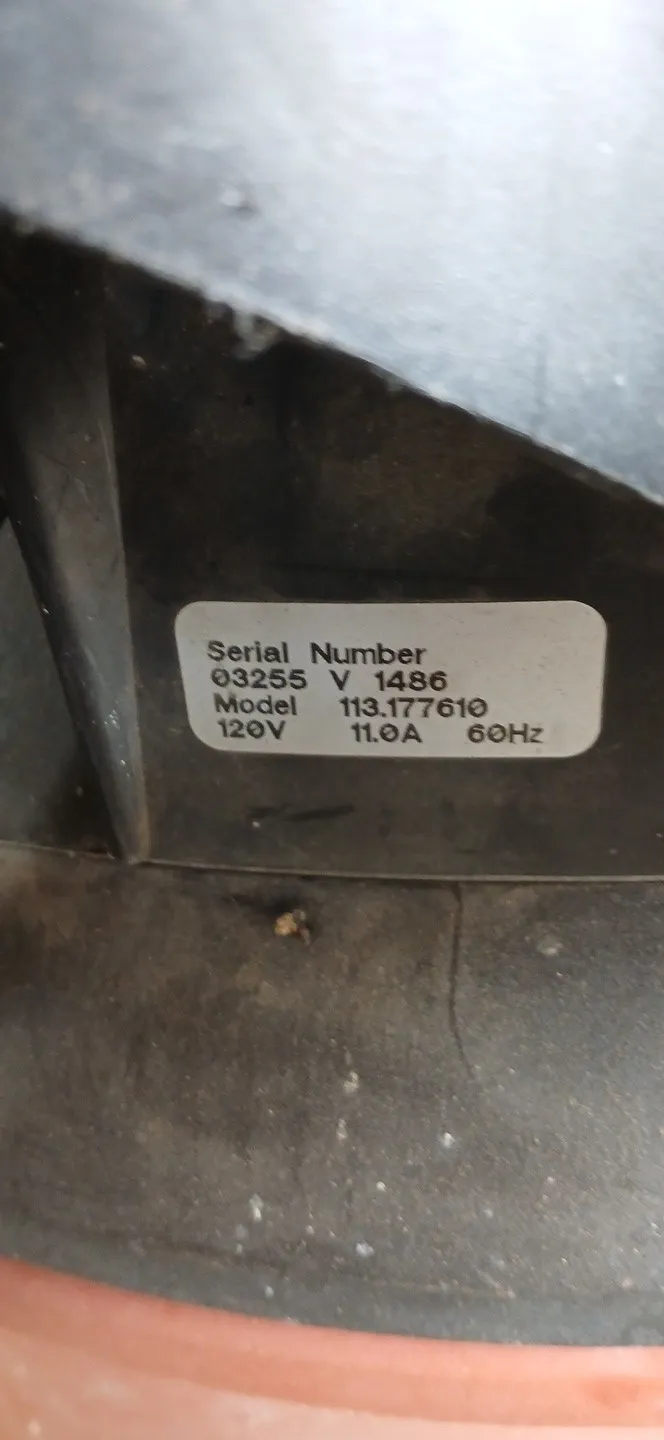 Serial Number
03255 V 1486
Model 113.177610
120V 11.0A 60Hz